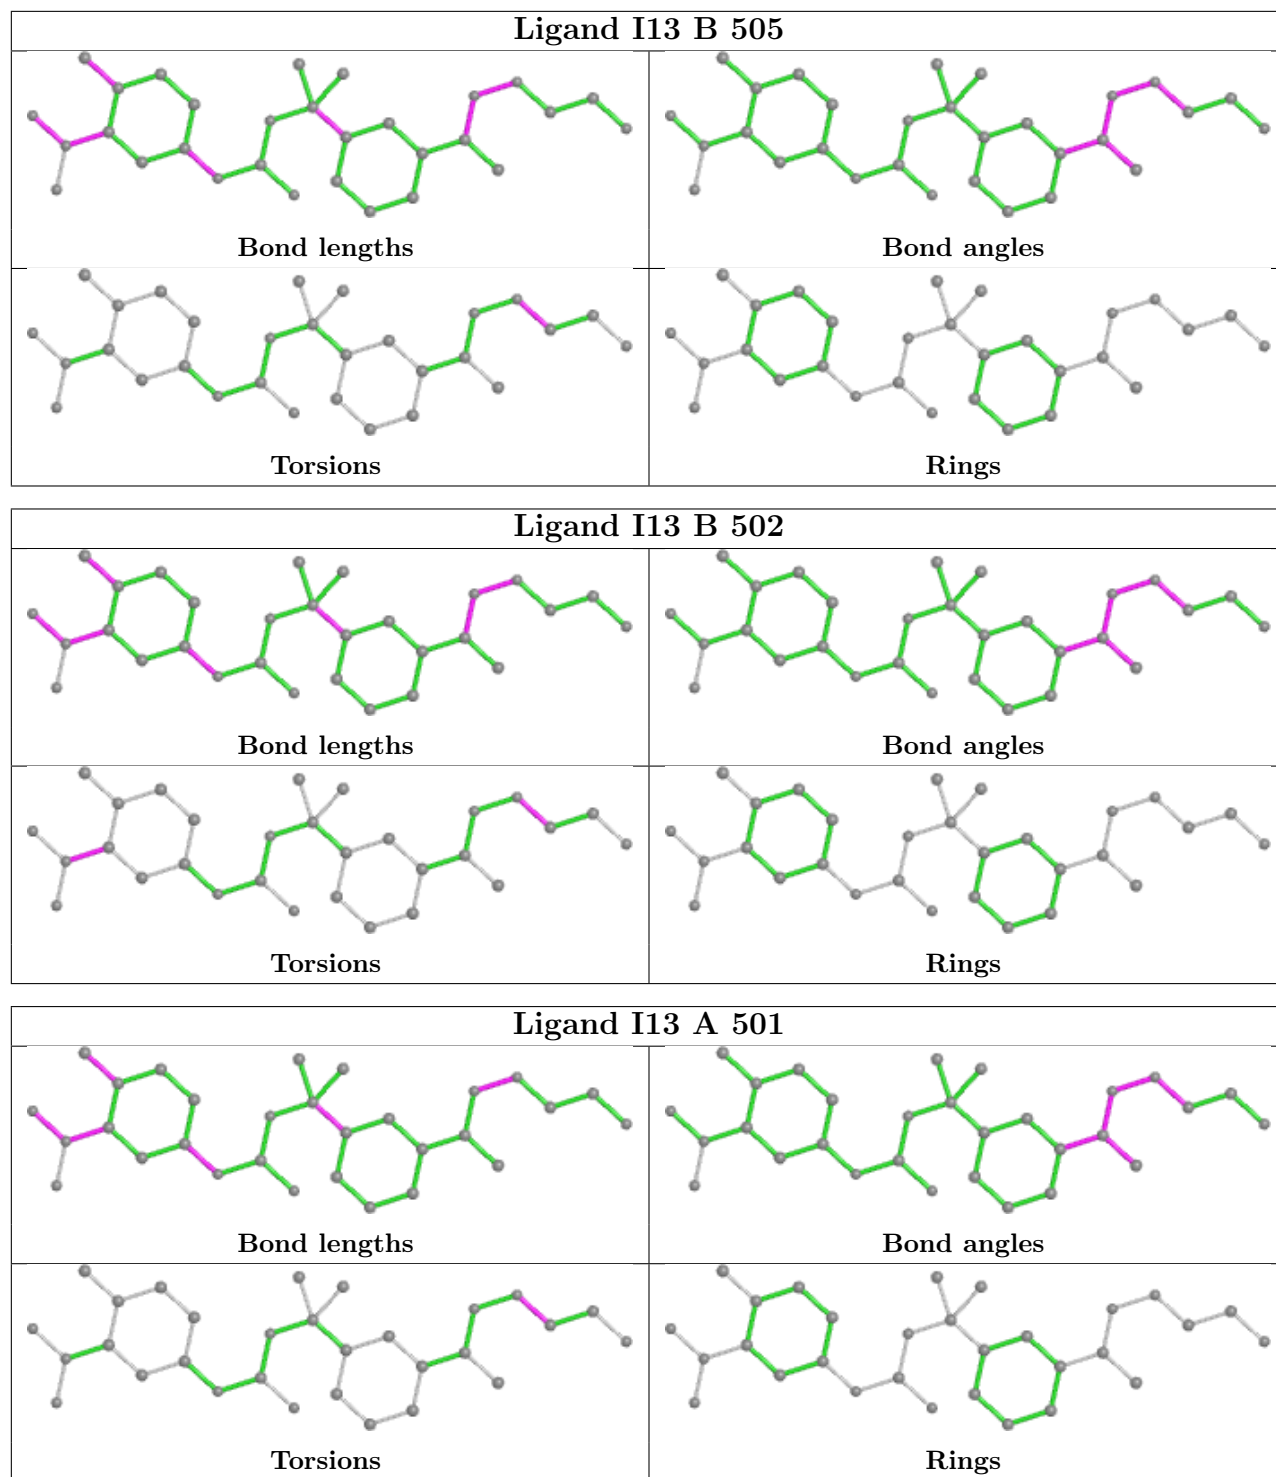 Ligand I13 B 505
Bond lengths
Bond angles
Torsions
Rings
Ligand I13 B 502
Bond lengths
Bond angles
Torsions
Rings
Ligand I13 A 501
Bond lengths
Bond angles
Torsions
Rings